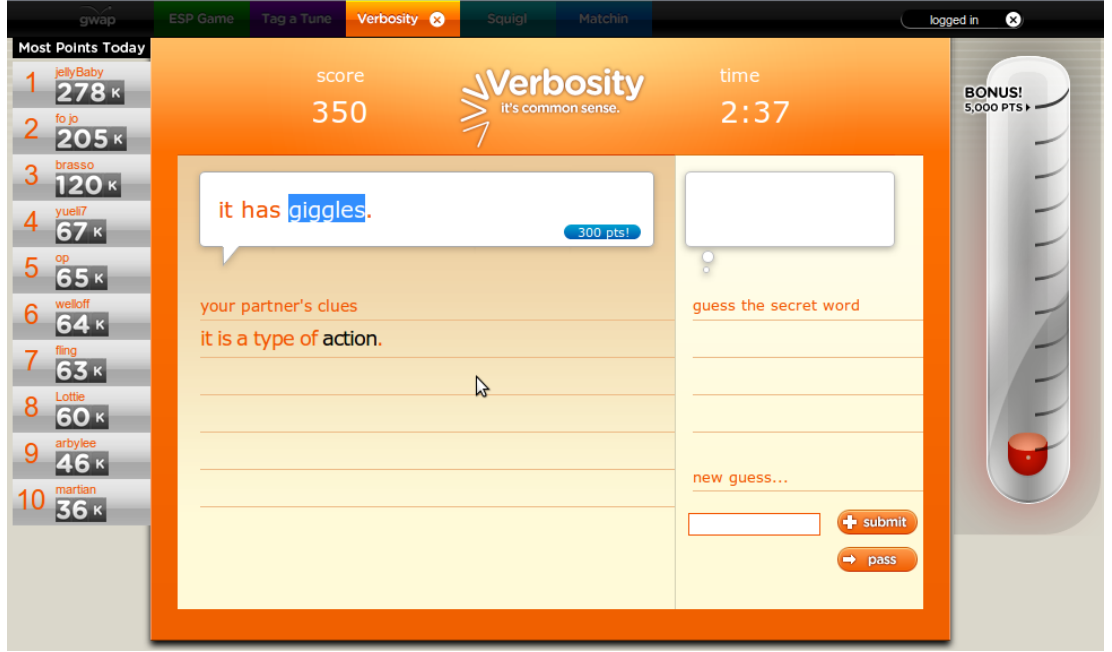 gwap
ESP Game
Tag a Tune
Verbosity
Squigl
Matchin
logged in
Most Points Today
1 jellyBaby
278 K
2 fo jo
205 K
3 brasso
120 K
4 yueli7
67 K
5 op
65 K
6 welloff
64 K
7 fling
63 K
8 Lottie
60 K
9 arbylee
46 K
10 martian
36 K
score
350
Verbosity
it's common sense.
time
2:37
it has giggles.
300 pts!
your partner's clues
it is a type of action.
guess the secret word
new guess...
submit
pass
BONUS!
5,000 PTS